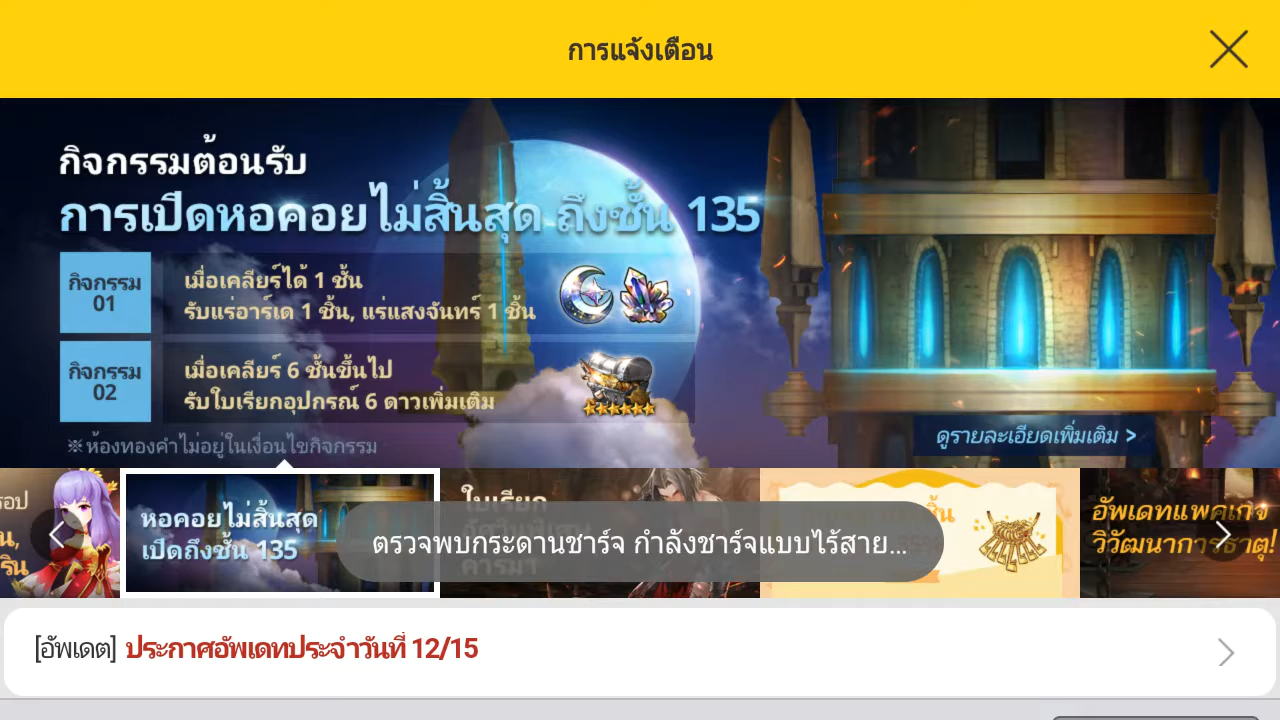 การแจ้งเตือน
กิจกรรมต้อนรับ
การเปิดหอคอยไม่สิ้นสุด ถึงชั้น 135
กิจกรรม
01
เมื่อเคลียร์ได้ 1 ชั้น
รับแร่อาร์เด 1 ชิ้น, แร่แสงจันทร์ 1 ชิ้น
กิจกรรม
02
เมื่อเคลียร์ 6 ชั้นขึ้นไป
รับใบเรียกอุปกรณ์ 6 ดาวเพิ่มเติม
※ห้องทองคำไม่อยู่ในเงื่อนไขกิจกรรม
ดูรายละเอียดเพิ่มเติม >
หอคอยไม่สิ้นสุด
เปิดถึงชั้น 135
ใบเรียก
ตรวจพบกระดานชาร์จ กำลังชาร์จแบบไร้สาย...
อัพเดทแพคเกจ
วิวัฒนาการธาตุ!
[อัพเดต] ประกาศอัพเดทประจำวันที่ 12/15